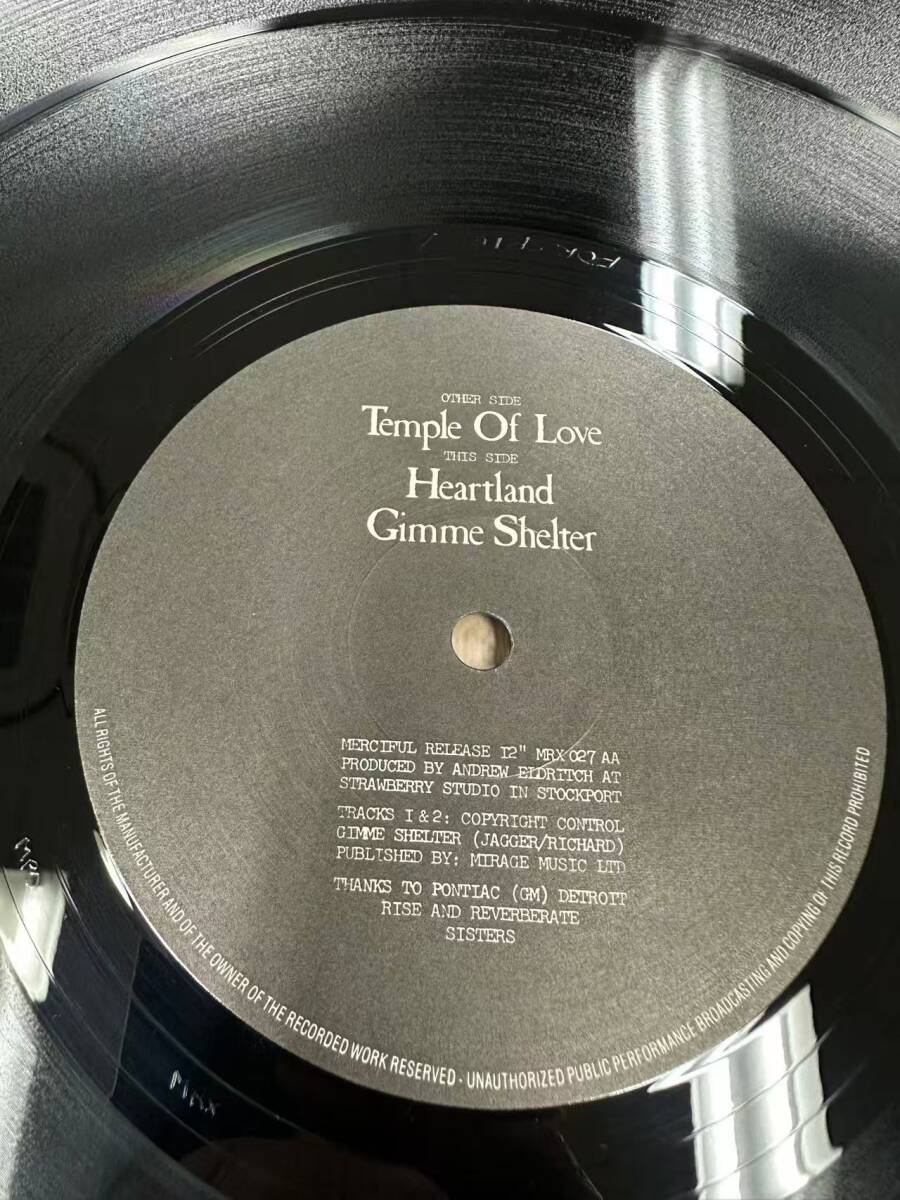 OTHER SIDE
Temple Of Love
THIS SIDE
Heartland
Gimme Shelter
MERCIFUL RELEASE I2" MRX 027 AA
PRODUCED BY ANDREW ELDRITCH AT
STRAWBERRY STUDIO IN STOCKPORT
TRACKS I & 2: COPYRIGHT CONTROL
GIMME SHELTER (JAGGER/RICHARD)
PUBLISHED BY: MIRAGE MUSIC LTD
THANKS TO PONTIAC (GM) DETROIT
RISE AND REVERBERATE
SISTERS
ALL RIGHTS OF THE MANUFACTURER AND OF THE OWNER OF THE RECORDED WORK RESERVED · UNAUTHORIZED PUBLIC PERFORMANCE BROADCASTING AND COPYING OF THIS RECORD PROHIBITED
MRX